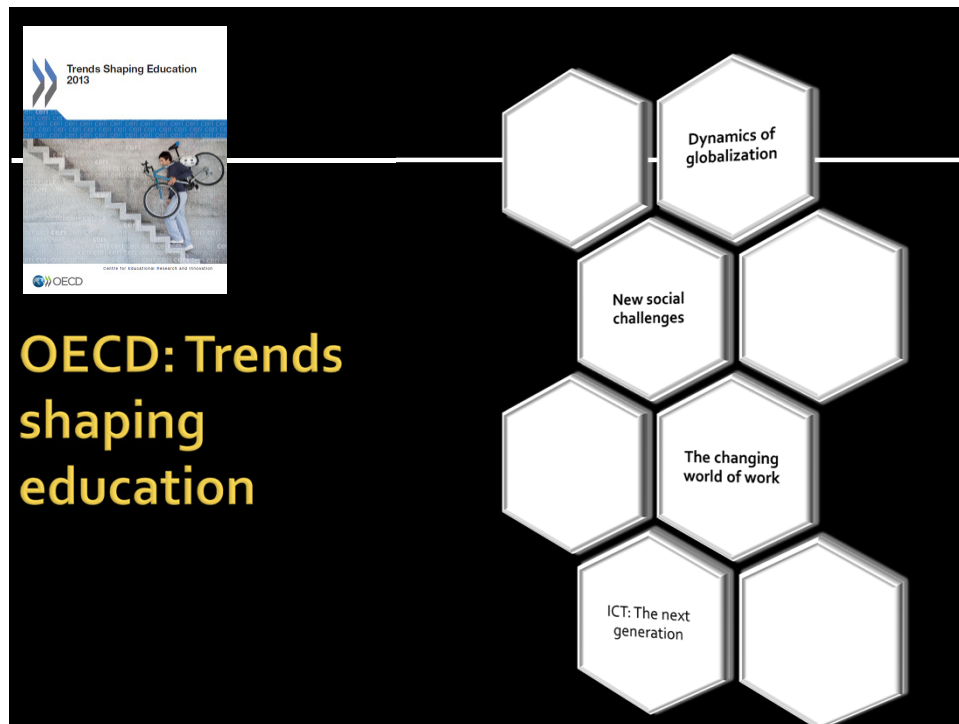 Trends Shaping Education
2013
Centre for Educational Research and Innovation
OECD
OECD: Trends
shaping
education
Dynamics of
globalization
New social
challenges
The changing
world of work
ICT: The next
generation